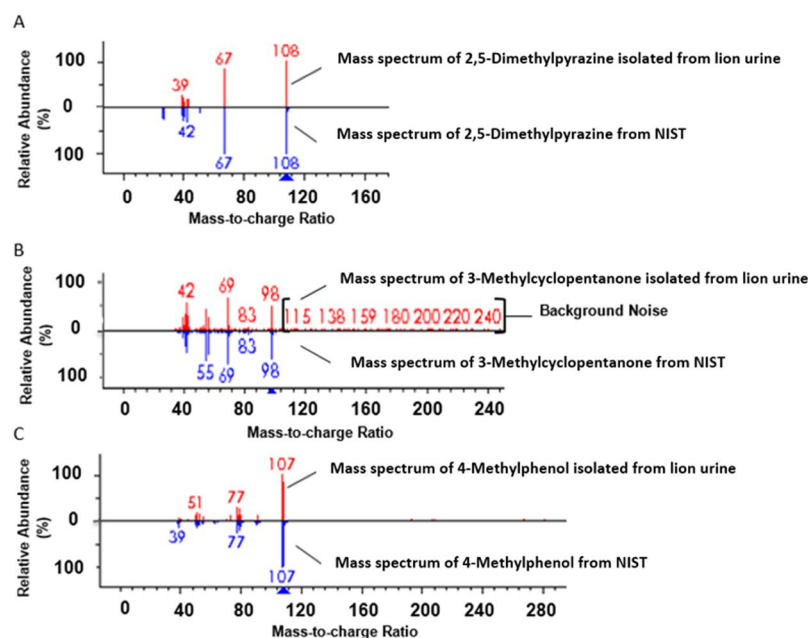 A
Relative Abundance
(%)
100
0
100
39
67
108
42
67
108
Mass spectrum of 2,5-Dimethylpyrazine isolated from lion urine
Mass spectrum of 2,5-Dimethylpyrazine from NIST
0 40 80 120 160
Mass-to-charge Ratio
B
Relative Abundance
(%)
100
0
100
42
69
83
98
115 138 159 180 200 220 240
55
69
83
98
Mass spectrum of 3-Methylcyclopentanone isolated from lion urine
Background Noise
Mass spectrum of 3-Methylcyclopentanone from NIST
0 40 80 120 160 200 240
Mass-to-charge Ratio
C
Relative Abundance
(%)
100
0
100
51
77
107
39
77
107
Mass spectrum of 4-Methylphenol isolated from lion urine
Mass spectrum of 4-Methylphenol from NIST
0 40 80 120 160 200 240 280
Mass-to-charge Ratio